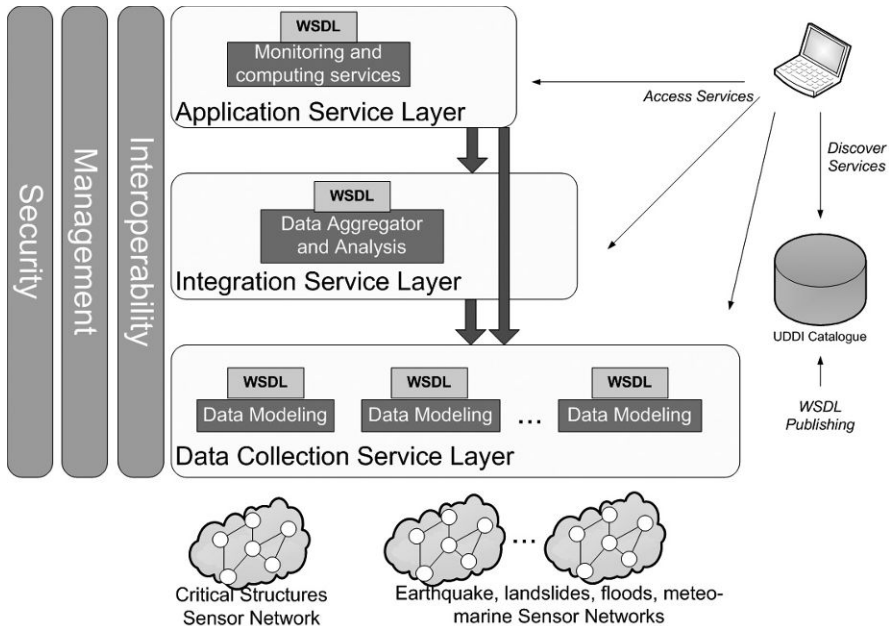 Security
Management
Interoperability
WSDL
Monitoring and
computing services
Application Service Layer
WSDL
Data Aggregator
and Analysis
Integration Service Layer
WSDL
Data Modeling
WSDL
Data Modeling
...
WSDL
Data Modeling
Data Collection Service Layer
Access Services
Discover
Services
UDDI Catalogue
WSDL
Publishing
...
Critical Structures
Sensor Network
Earthquake, landslides, floods, meteo-
marine Sensor Networks